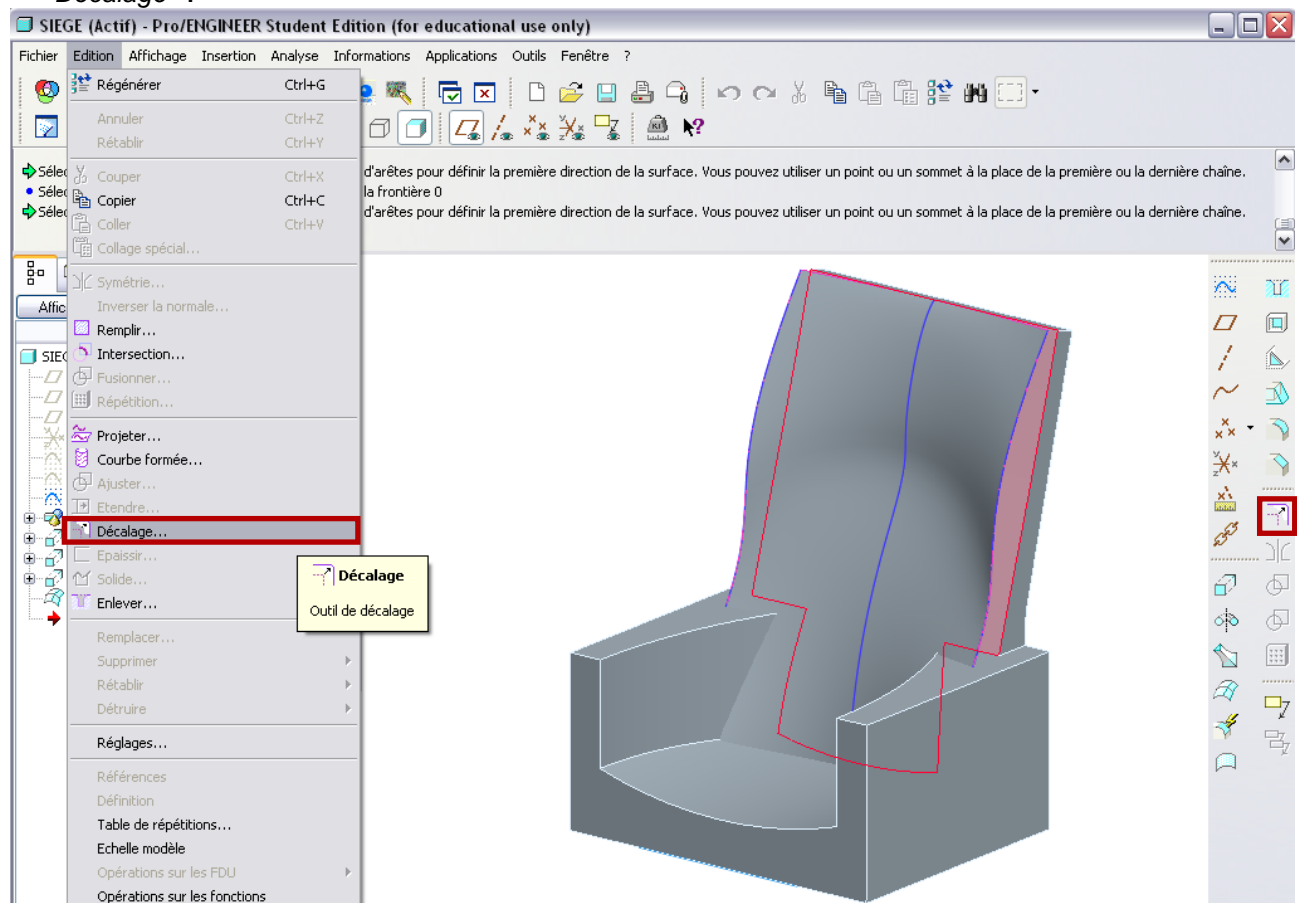 Décalage" :
SIEGE (Actif) - Pro/ENGINEER Student Edition (for educational use only)
Fichier Edition Affichage Insertion Analyse Informations Applications Outils Fenêtre ?
Régénérer Ctrl+G
Annuler Ctrl+Z
Rétablir Ctrl+Y
Couper Ctrl+X
Copier Ctrl+C
Coller Ctrl+V
Collage spécial...
Symétrie...
Inverser la normale...
Remplir...
Intersection...
Fusionner...
Répétition...
Projeter...
Courbe formée...
Ajuster...
Etendre...
Décalage...
Epaissir...
Solide...
Enlever...
Remplacer...
Supprimer
Rétablir
Détruire
Réglages...
Références
Définition
Table de répétitions...
Echelle modèle
Opérations sur les FDU
Opérations sur les fonctions
Séle d'arêtes pour définir la première direction de la surface. Vous pouvez utiliser un point ou un sommet à la place de la première ou la dernière chaîne.
Séle la frontière 0
Séle d'arêtes pour définir la première direction de la surface. Vous pouvez utiliser un point ou un sommet à la place de la première ou la dernière chaîne.
Affic
SIEG
Décalage
Outil de décalage